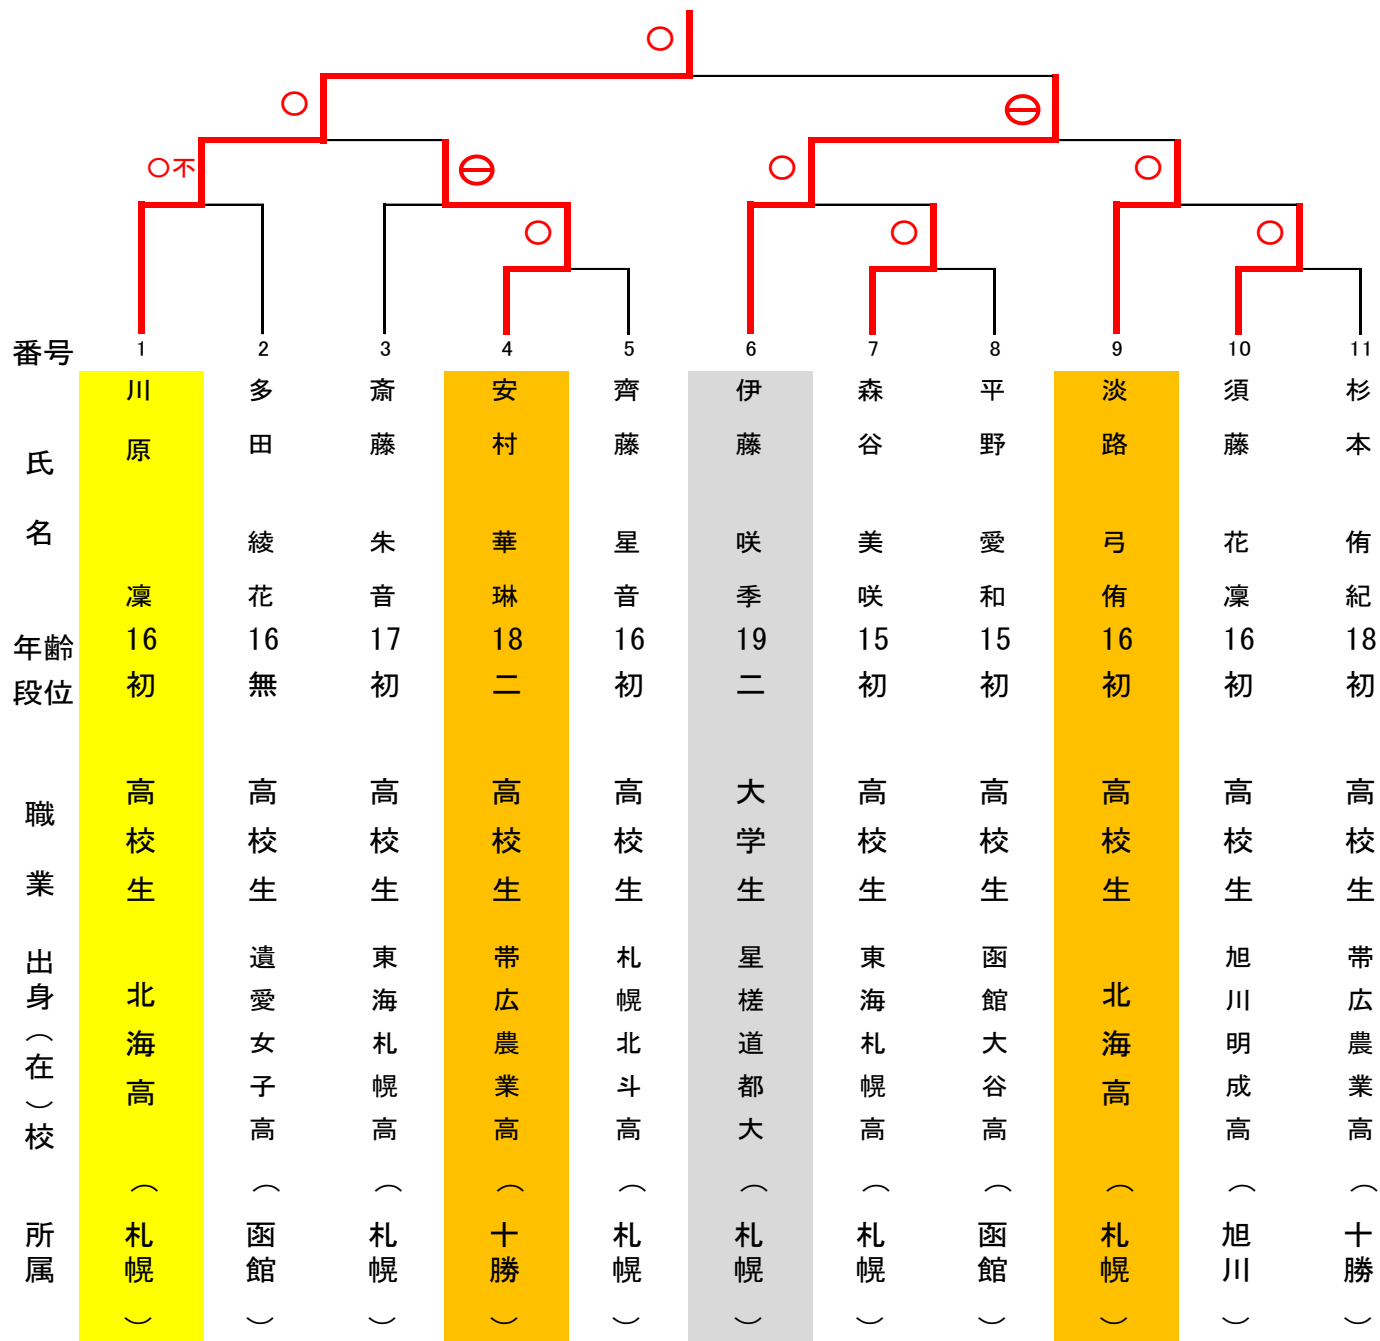 ○
○
⊖
○不
⊖
○
○
○
○
○
番号 1 2 3 4 5 6 7 8 9 10 11
氏名
川原 凜
多田 綾花
斎藤 朱音
安村 華琳
齊藤 星音
伊藤 咲季
森谷 美咲
平野 愛和
淡路 弓侑
須藤 花凜
杉本 侑紀
年齢 16 16 17 18 16 19 15 15 16 16 18
段位 初 無 初 二 初 二 初 初 初 初 初
職業 高校生 高校生 高校生 高校生 高校生 大学生 高校生 高校生 高校生 高校生 高校生
出身(在)校 北海高 遺愛女子高 東海札幌高 帯広農業高 札幌北斗高 星槎道都大 東海札幌高 函館大谷高 北海高 旭川明成高 帯広農業高
所属 (札幌) (函館) (札幌) (十勝) (札幌) (札幌) (札幌) (函館) (札幌) (旭川) (十勝)